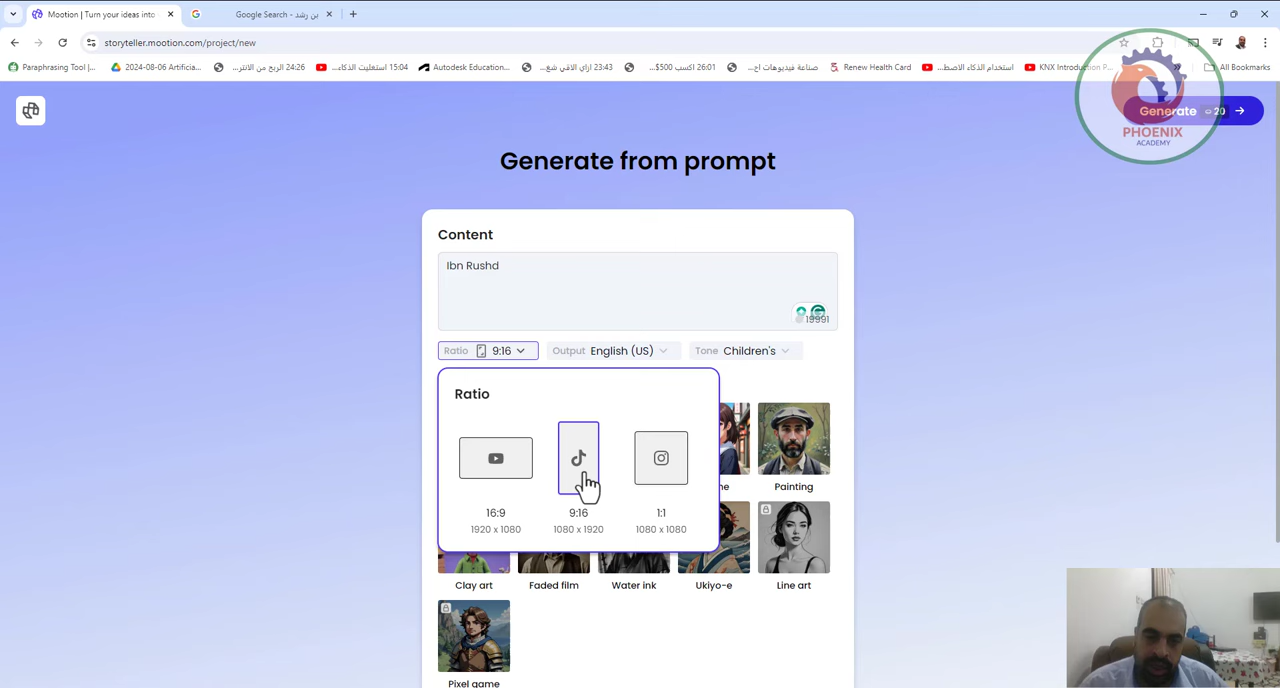 Mootion | Turn your ideas into
بن رشد - Google Search
storyteller.mootion.com/project/new
Paraphrasing Tool |...
2024-08-06 Artificia...
24:26 الربح من الانتر...
15:04 استغليت الذكاء...
Autodesk Education...
23:43 ازاي الاقي شغ...
26:01 اكسب 500$...
صناعة فيديوهات اح...
Renew Health Card
استخدام الذكاء الاصط...
KNX Introduction P...
All Bookmarks
Generate 20
PHOENIX
ACADEMY
Generate from prompt
Content
Ibn Rushd
19991
Ratio 9:16
Output English (US)
Tone Children's
Ratio
16:9
1920 x 1080
9:16
1080 x 1920
1:1
1080 x 1080
Painting
Clay art
Faded film
Water ink
Ukiyo-e
Line art
Pixel game